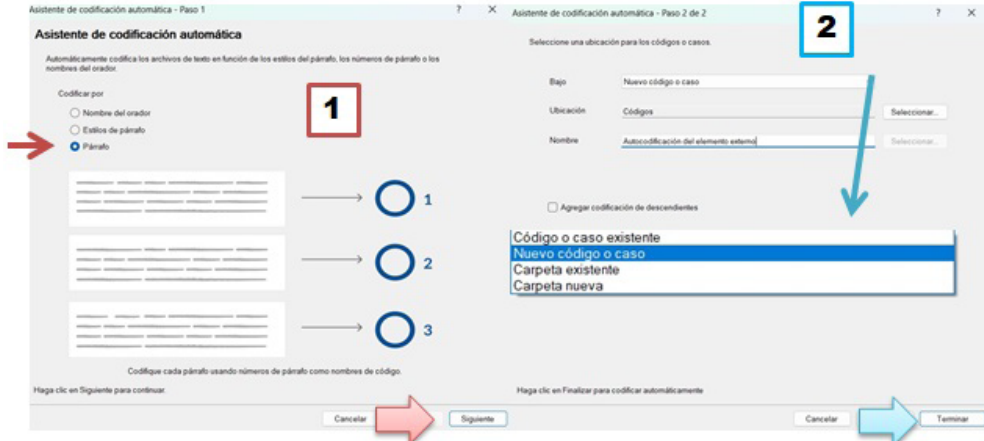 Asistente de codificación automática - Paso 1
?
X
Asistente de codificación automática
Automáticamente codifica los archivos de texto en función de los estilos del párrafo, los números de párrafo o los
nombres del orador.
Codificar por
Nombre del orador
Estilos de párrafo
Párrafo
1
1
2
3
Codifique cada párrafo usando números de párrafo como nombres de código.
Haga clic en Siguiente para continuar.
Cancelar
Siguiente
Asistente de codificación automática - Paso 2 de 2
?
X
2
Seleccione una ubicación para los códigos o casos.
Bajo
Nuevo código o caso
Ubicación
Códigos
Seleccionar...
Nombre
Autocodificación del elemento externo
Seleccionar...
Agregar codificación de descendientes
Código o caso existente
Nuevo código o caso
Carpeta existente
Carpeta nueva
Haga clic en Finalizar para codificar automáticamente
Cancelar
Terminar